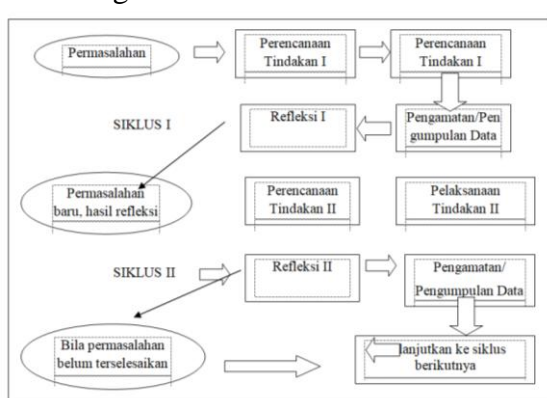 Permasalahan
Perencanaan
Tindakan I
Perencanaan
Tindakan I
SIKLUS I
Refleksi I
Pengamatan/Pen
gumpulan Data
Permasalahan
baru, hasil refleksi
Perencanaan
Tindakan II
Pelaksanaan
Tindakan II
SIKLUS II
Refleksi II
Pengamatan/
Pengumpulan Data
Bila permasalahan
belum terselesaikan
lanjutkan ke siklus
berikutnya